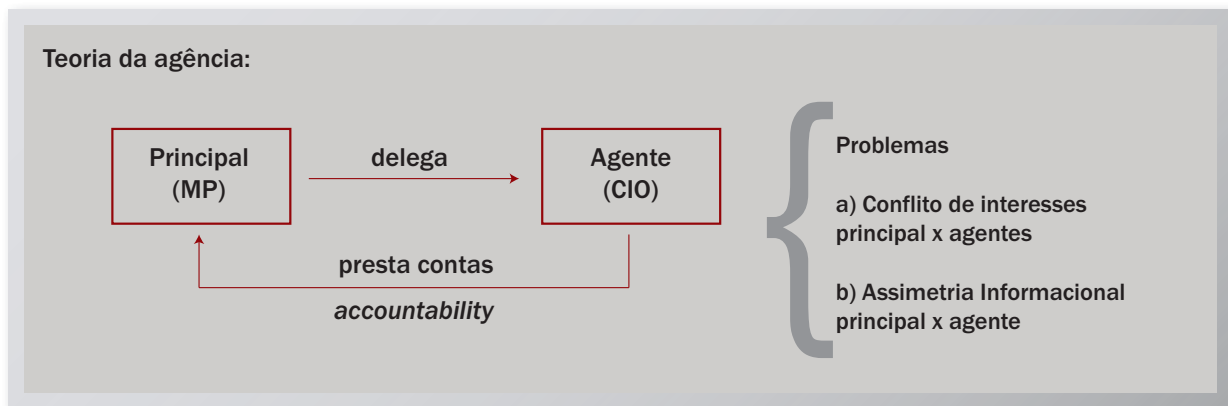 Teoria da agência:
Principal
(MP)
delega
Agente
(CIO)
presta contas
accountability
Problemas
a) Conflito de interesses
principal x agentes
b) Assimetria Informacional
principal x agente